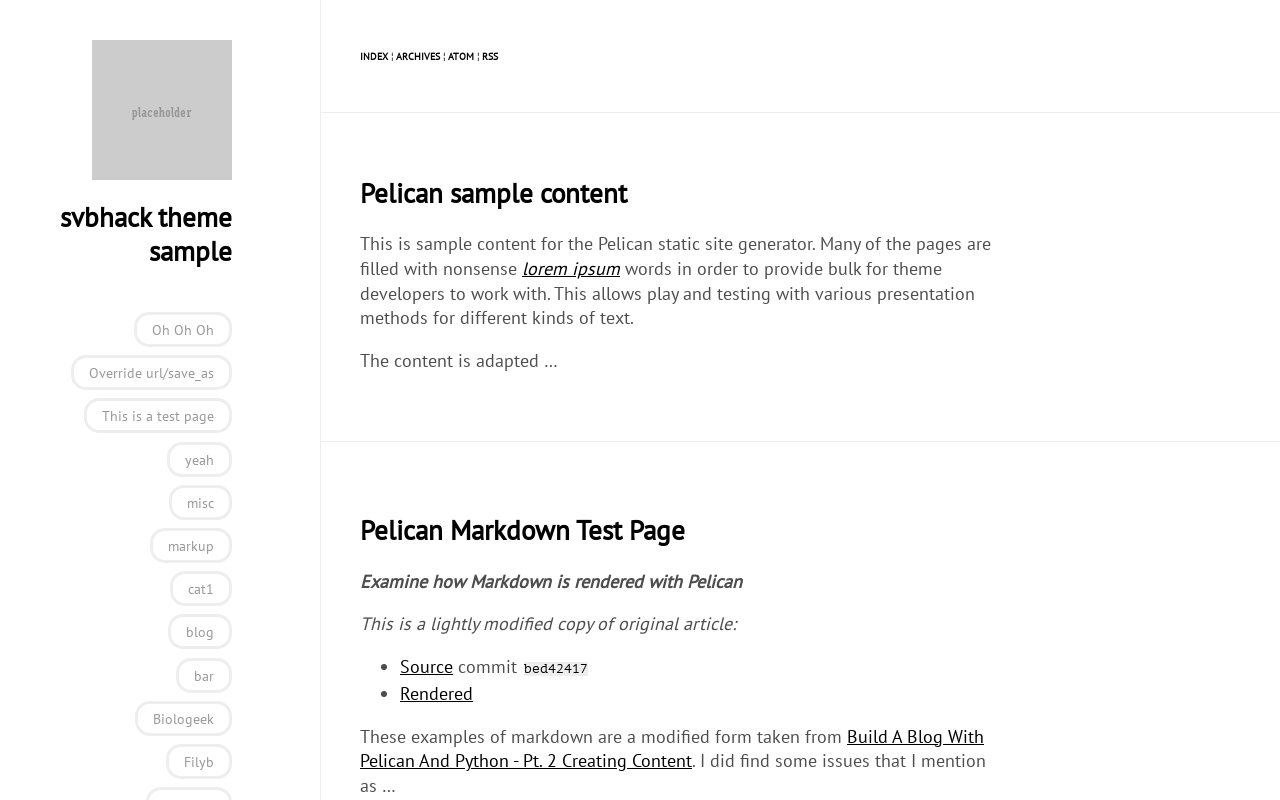 placeholder
svbhack theme
sample
Oh Oh Oh
Override url/save_as
This is a test page
yeah
misc
markup
cat1
blog
bar
Biologeek
Filyb
INDEX ¦ ARCHIVES ¦ ATOM ¦ RSS
Pelican sample content
This is sample content for the Pelican static site generator. Many of the pages are
filled with nonsense lorem ipsum words in order to provide bulk for theme
developers to work with. This allows play and testing with various presentation
methods for different kinds of text.
The content is adapted …
Pelican Markdown Test Page
Examine how Markdown is rendered with Pelican
This is a lightly modified copy of original article:
• Source commit bed42417
• Rendered
These examples of markdown are a modified form taken from Build A Blog With
Pelican And Python - Pt. 2 Creating Content. I did find some issues that I mention
as …